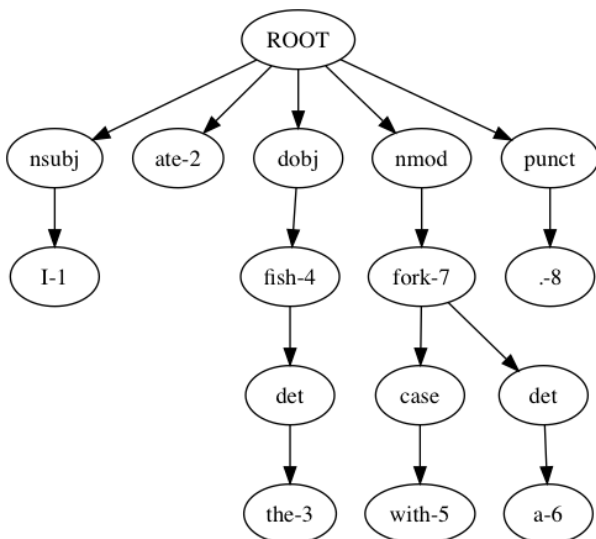 ROOT
nsubj ate-2 dobj nmod punct
I-1 fish-4 fork-7 .-8
det case det
the-3 with-5 a-6